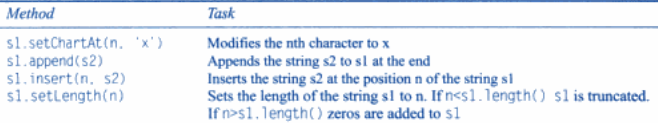 Method Task
s1.setChartAt(n, 'x') Modifies the nth character to x
s1.append(s2) Appends the string s2 to s1 at the end
s1.insert(n, s2) Inserts the string s2 at the position n of the string s1
s1.setLength(n) Sets the length of the string s1 to n. If n<s1.length() s1 is truncated.
If n>s1.length() zeros are added to s1